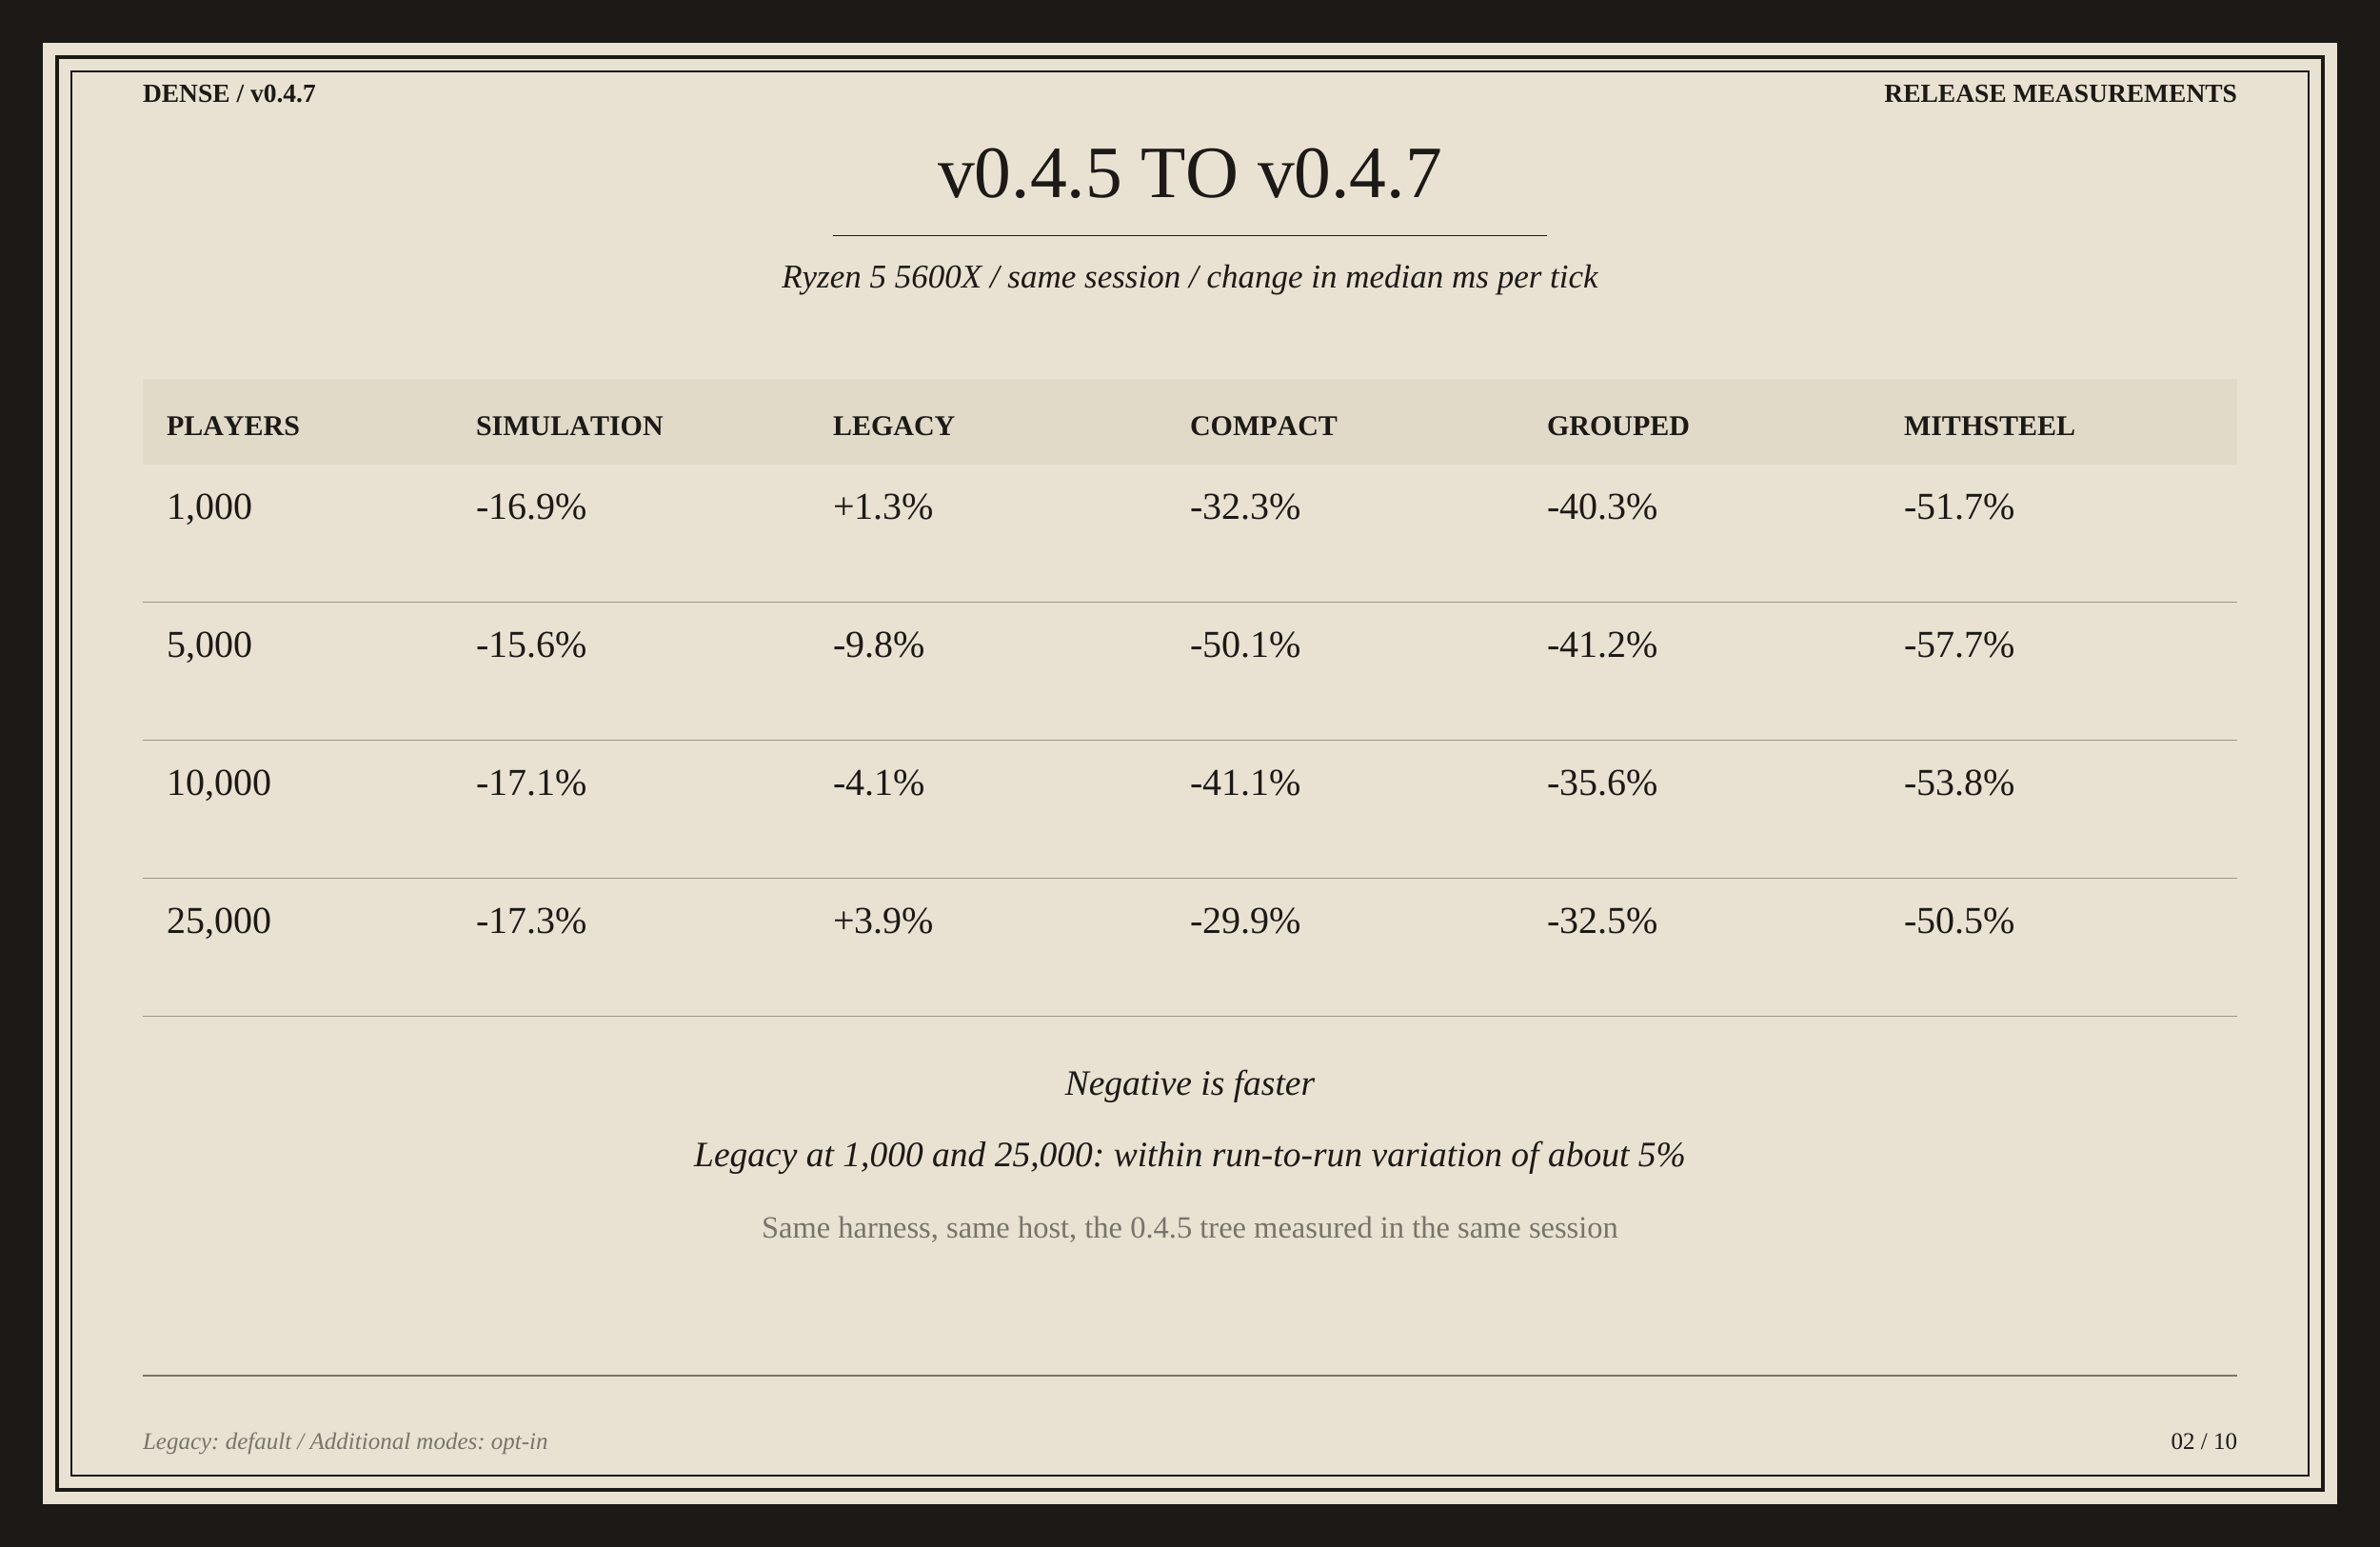 DENSE / v0.4.7
RELEASE MEASUREMENTS
v0.4.5 TO v0.4.7
Ryzen 5 5600X / same session / change in median ms per tick
PLAYERS SIMULATION LEGACY COMPACT GROUPED MITHSTEEL
1,000 -16.9% +1.3% -32.3% -40.3% -51.7%
5,000 -15.6% -9.8% -50.1% -41.2% -57.7%
10,000 -17.1% -4.1% -41.1% -35.6% -53.8%
25,000 -17.3% +3.9% -29.9% -32.5% -50.5%
Negative is faster
Legacy at 1,000 and 25,000: within run-to-run variation of about 5%
Same harness, same host, the 0.4.5 tree measured in the same session
Legacy: default / Additional modes: opt-in
02 / 10